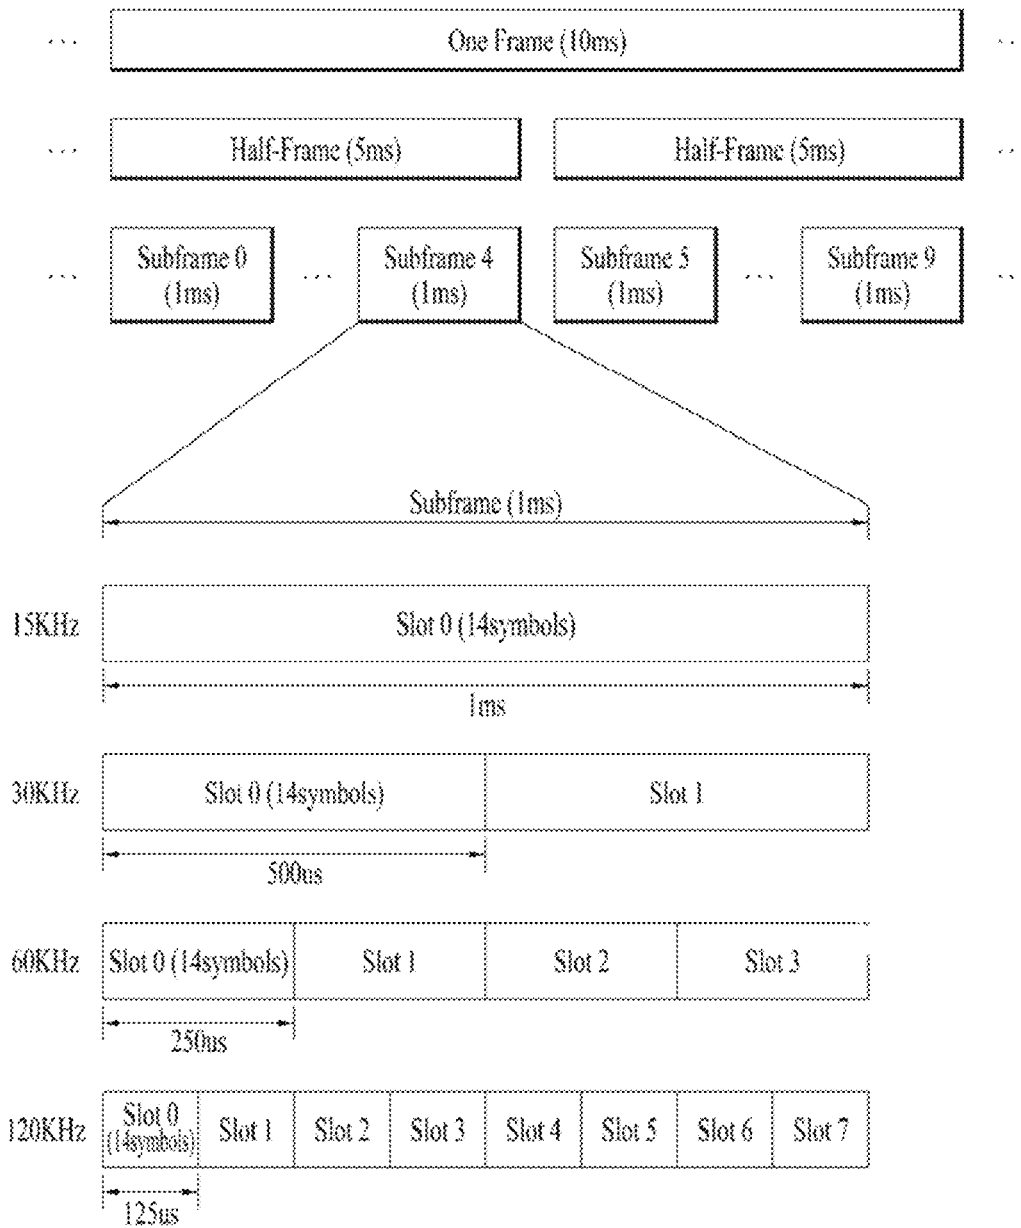 ... One Frame (10ms) ...
... Half-Frame (5ms) Half-Frame (5ms) ...
... Subframe 0 (1ms) ... Subframe 4 (1ms) Subframe 5 (1ms) ... Subframe 9 (1ms) ...
Subframe (1ms)
15KHz Slot 0 (14symbols)
1ms
30KHz Slot 0 (14symbols) Slot 1
500us
60KHz Slot 0 (14symbols) Slot 1 Slot 2 Slot 3
250us
120KHz Slot 0 (14symbols) Slot 1 Slot 2 Slot 3 Slot 4 Slot 5 Slot 6 Slot 7
125us